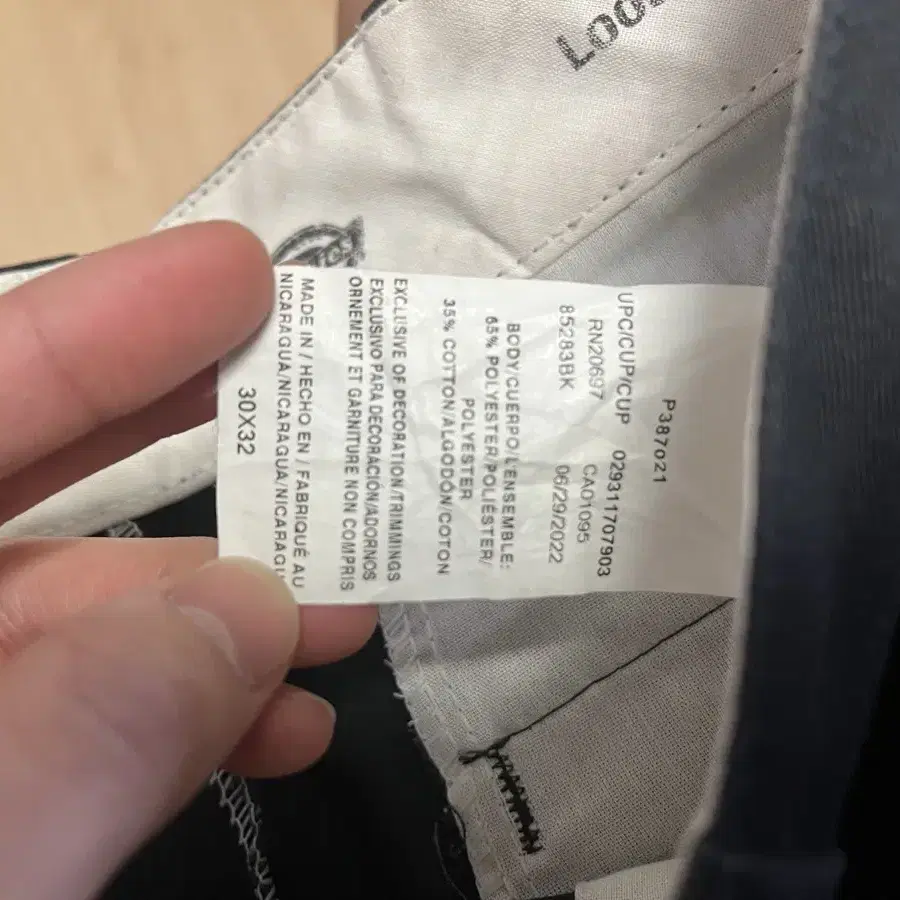 LOOS
P387021
UPC/CUP/CUP 029311707903
RN20697 CA01095
85283BK 06/29/2022
BODY/CUERPO/L'ENSEMBLE:
65% POLYESTER/POLIÉSTER/
POLYESTER
35% COTTON/ALGODÓN/COTON
EXCLUSIVE OF DECORATION/TRIMMINGS
EXCLUSIVO PARA DECORACIÓN/ADORNOS
ORNEMENT ET GARNITURE NON COMPRIS
MADE IN / HECHO EN / FABRIQUÉ AU
NICARAGUA/NICARAGUA/NICARAGU
30X32